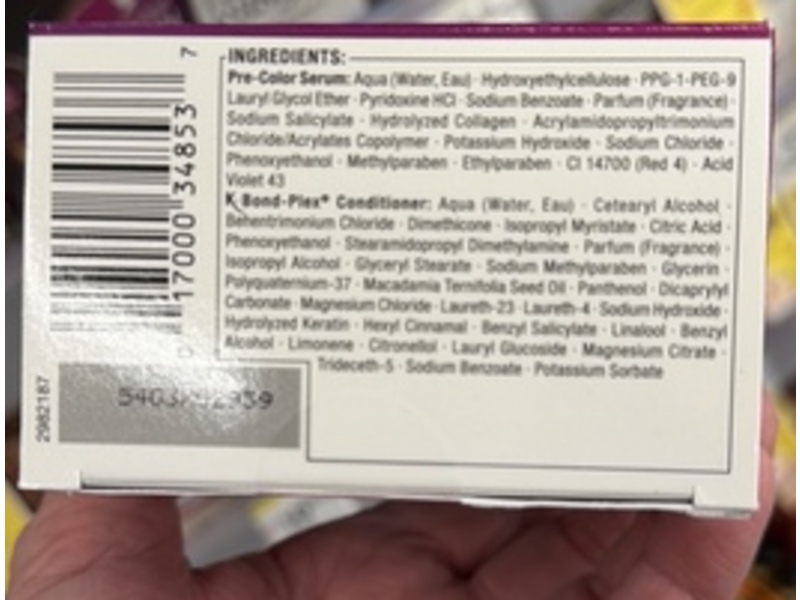 INGREDIENTS:
Pre-Color Serum: Aqua (Water, Eau) · Hydroxyethylcellulose · PPG-1-PEG-9
Lauryl Glycol Ether · Pyridoxine HCl · Sodium Benzoate · Parfum (Fragrance) ·
Sodium Salicylate · Hydrolyzed Collagen · Acrylamidopropyltrimonium
Chloride/Acrylates Copolymer · Potassium Hydroxide · Sodium Chloride ·
Phenoxyethanol · Methylparaben · Ethylparaben · CI 14700 (Red 4) · Acid
Violet 43
K Bond-Plex® Conditioner: Aqua (Water, Eau) · Cetearyl Alcohol ·
Behentrimonium Chloride · Dimethicone · Isopropyl Myristate · Citric Acid ·
Phenoxyethanol · Stearamidopropyl Dimethylamine · Parfum (Fragrance) ·
Isopropyl Alcohol · Glyceryl Stearate · Sodium Methylparaben · Glycerin ·
Polyquaternium-37 · Macadamia Ternifolia Seed Oil · Panthenol · Dicaprylyl
Carbonate · Magnesium Chloride · Laureth-23 · Laureth-4 · Sodium Hydroxide ·
Hydrolyzed Keratin · Hexyl Cinnamal · Benzyl Salicylate · Linalool · Benzyl
Alcohol · Limonene · Citronellol · Lauryl Glucoside · Magnesium Citrate ·
Trideceth-5 · Sodium Benzoate · Potassium Sorbate
0 17000 34853 7
2982187